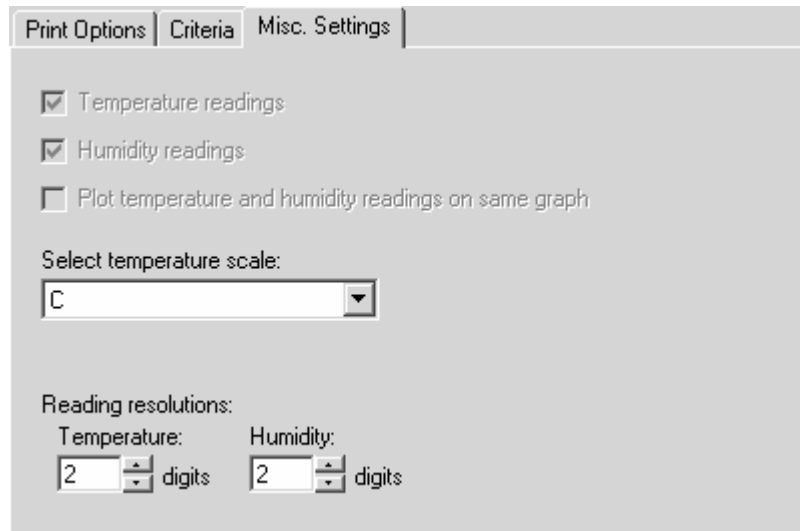 Print Options Criteria Misc. Settings
Temperature readings
Humidity readings
Plot temperature and humidity readings on same graph
Select temperature scale:
C
Reading resolutions:
Temperature: Humidity:
2 digits 2 digits